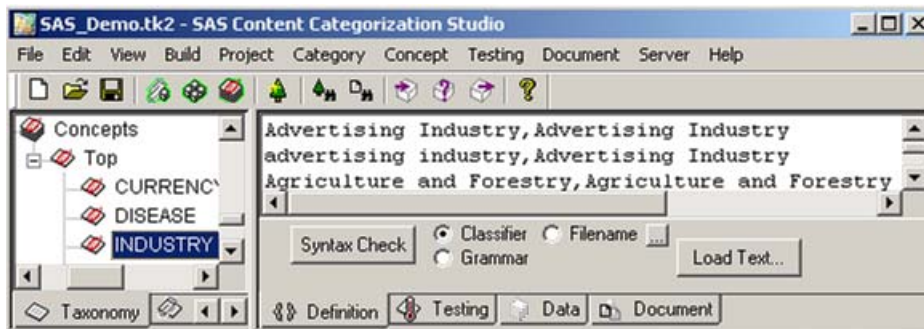 SAS_Demo.tk2 - SAS Content Categorization Studio
File Edit View Build Project Category Concept Testing Document Server Help
Concepts
Top
CURRENCY
DISEASE
INDUSTRY
Advertising Industry,Advertising Industry
advertising industry,Advertising Industry
Agriculture and Forestry,Agriculture and Forestry
Syntax Check Classifier Filename ...
Grammar Load Text...
Taxonomy Definition Testing Data Document